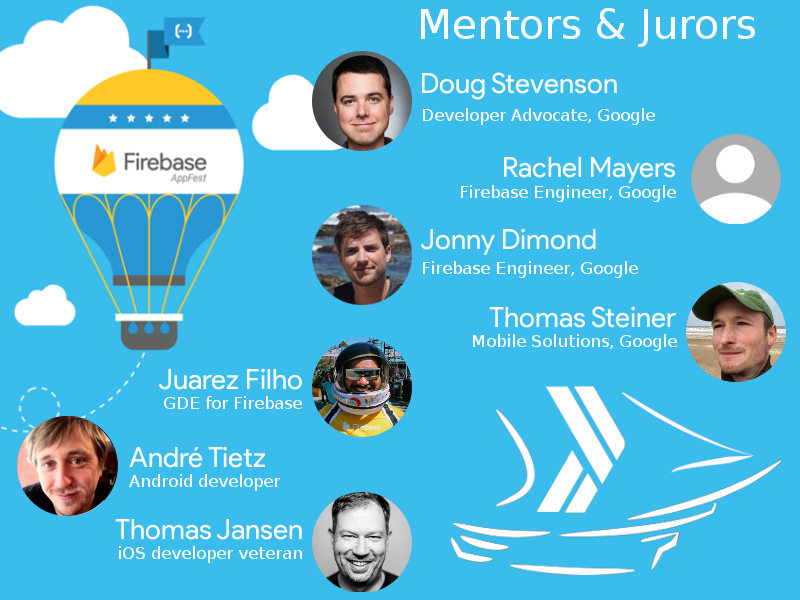 Mentors & Jurors
Doug Stevenson
Developer Advocate, Google
{··}
Firebase
AppFest
Rachel Mayers
Firebase Engineer, Google
Jonny Dimond
Firebase Engineer, Google
Thomas Steiner
Mobile Solutions, Google
Juarez Filho
GDE for Firebase
Firebase
André Tietz
Android developer
Thomas Jansen
iOS developer veteran